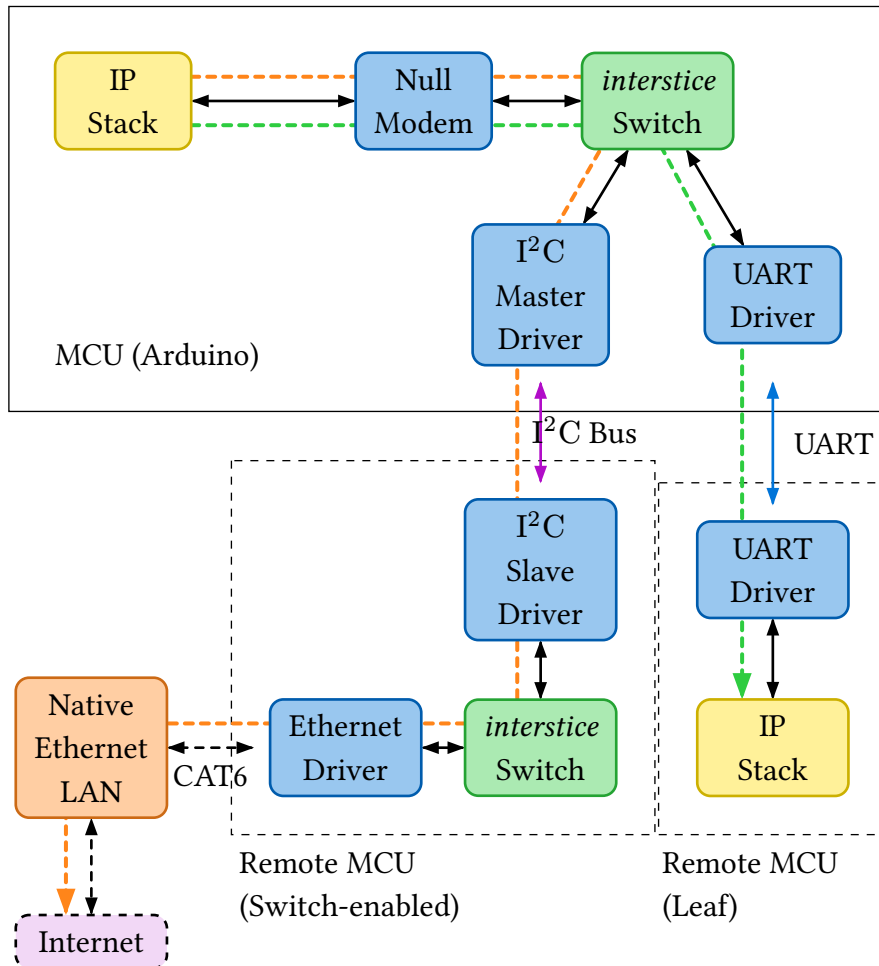 IP
Stack
Null
Modem
interstice
Switch
I²C
Master
Driver
UART
Driver
MCU (Arduino)
I²C Bus
UART
I²C
Slave
Driver
UART
Driver
Native
Ethernet
LAN
CAT6
Ethernet
Driver
interstice
Switch
IP
Stack
Remote MCU
(Switch-enabled)
Remote MCU
(Leaf)
Internet